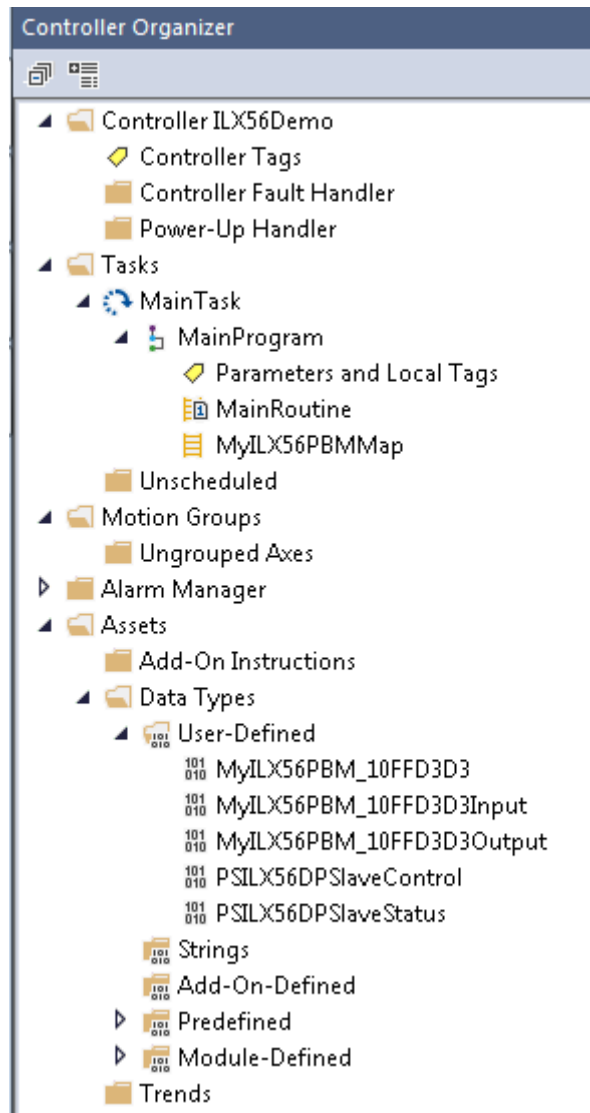 Controller Organizer
Controller ILX56Demo
Controller Tags
Controller Fault Handler
Power-Up Handler
Tasks
MainTask
MainProgram
Parameters and Local Tags
MainRoutine
MyILX56PBMMap
Unscheduled
Motion Groups
Ungrouped Axes
Alarm Manager
Assets
Add-On Instructions
Data Types
User-Defined
MyILX56PBM_10FFD3D3
MyILX56PBM_10FFD3D3Input
MyILX56PBM_10FFD3D3Output
PSILX56DPSlaveControl
PSILX56DPSlaveStatus
Strings
Add-On-Defined
Predefined
Module-Defined
Trends